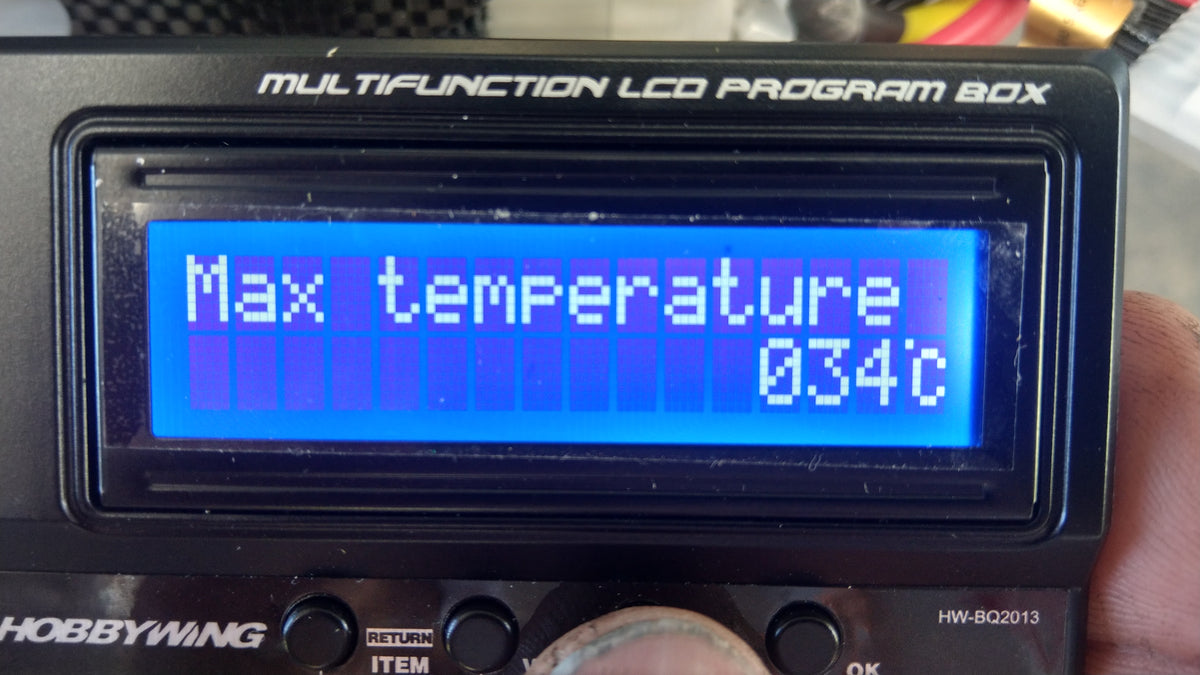 MULTIFUNCTION LCD PROGRAM BOX
Max temperature
034°C
HOBBYWING
RETURN
ITEM
OK
HW-BQ2013